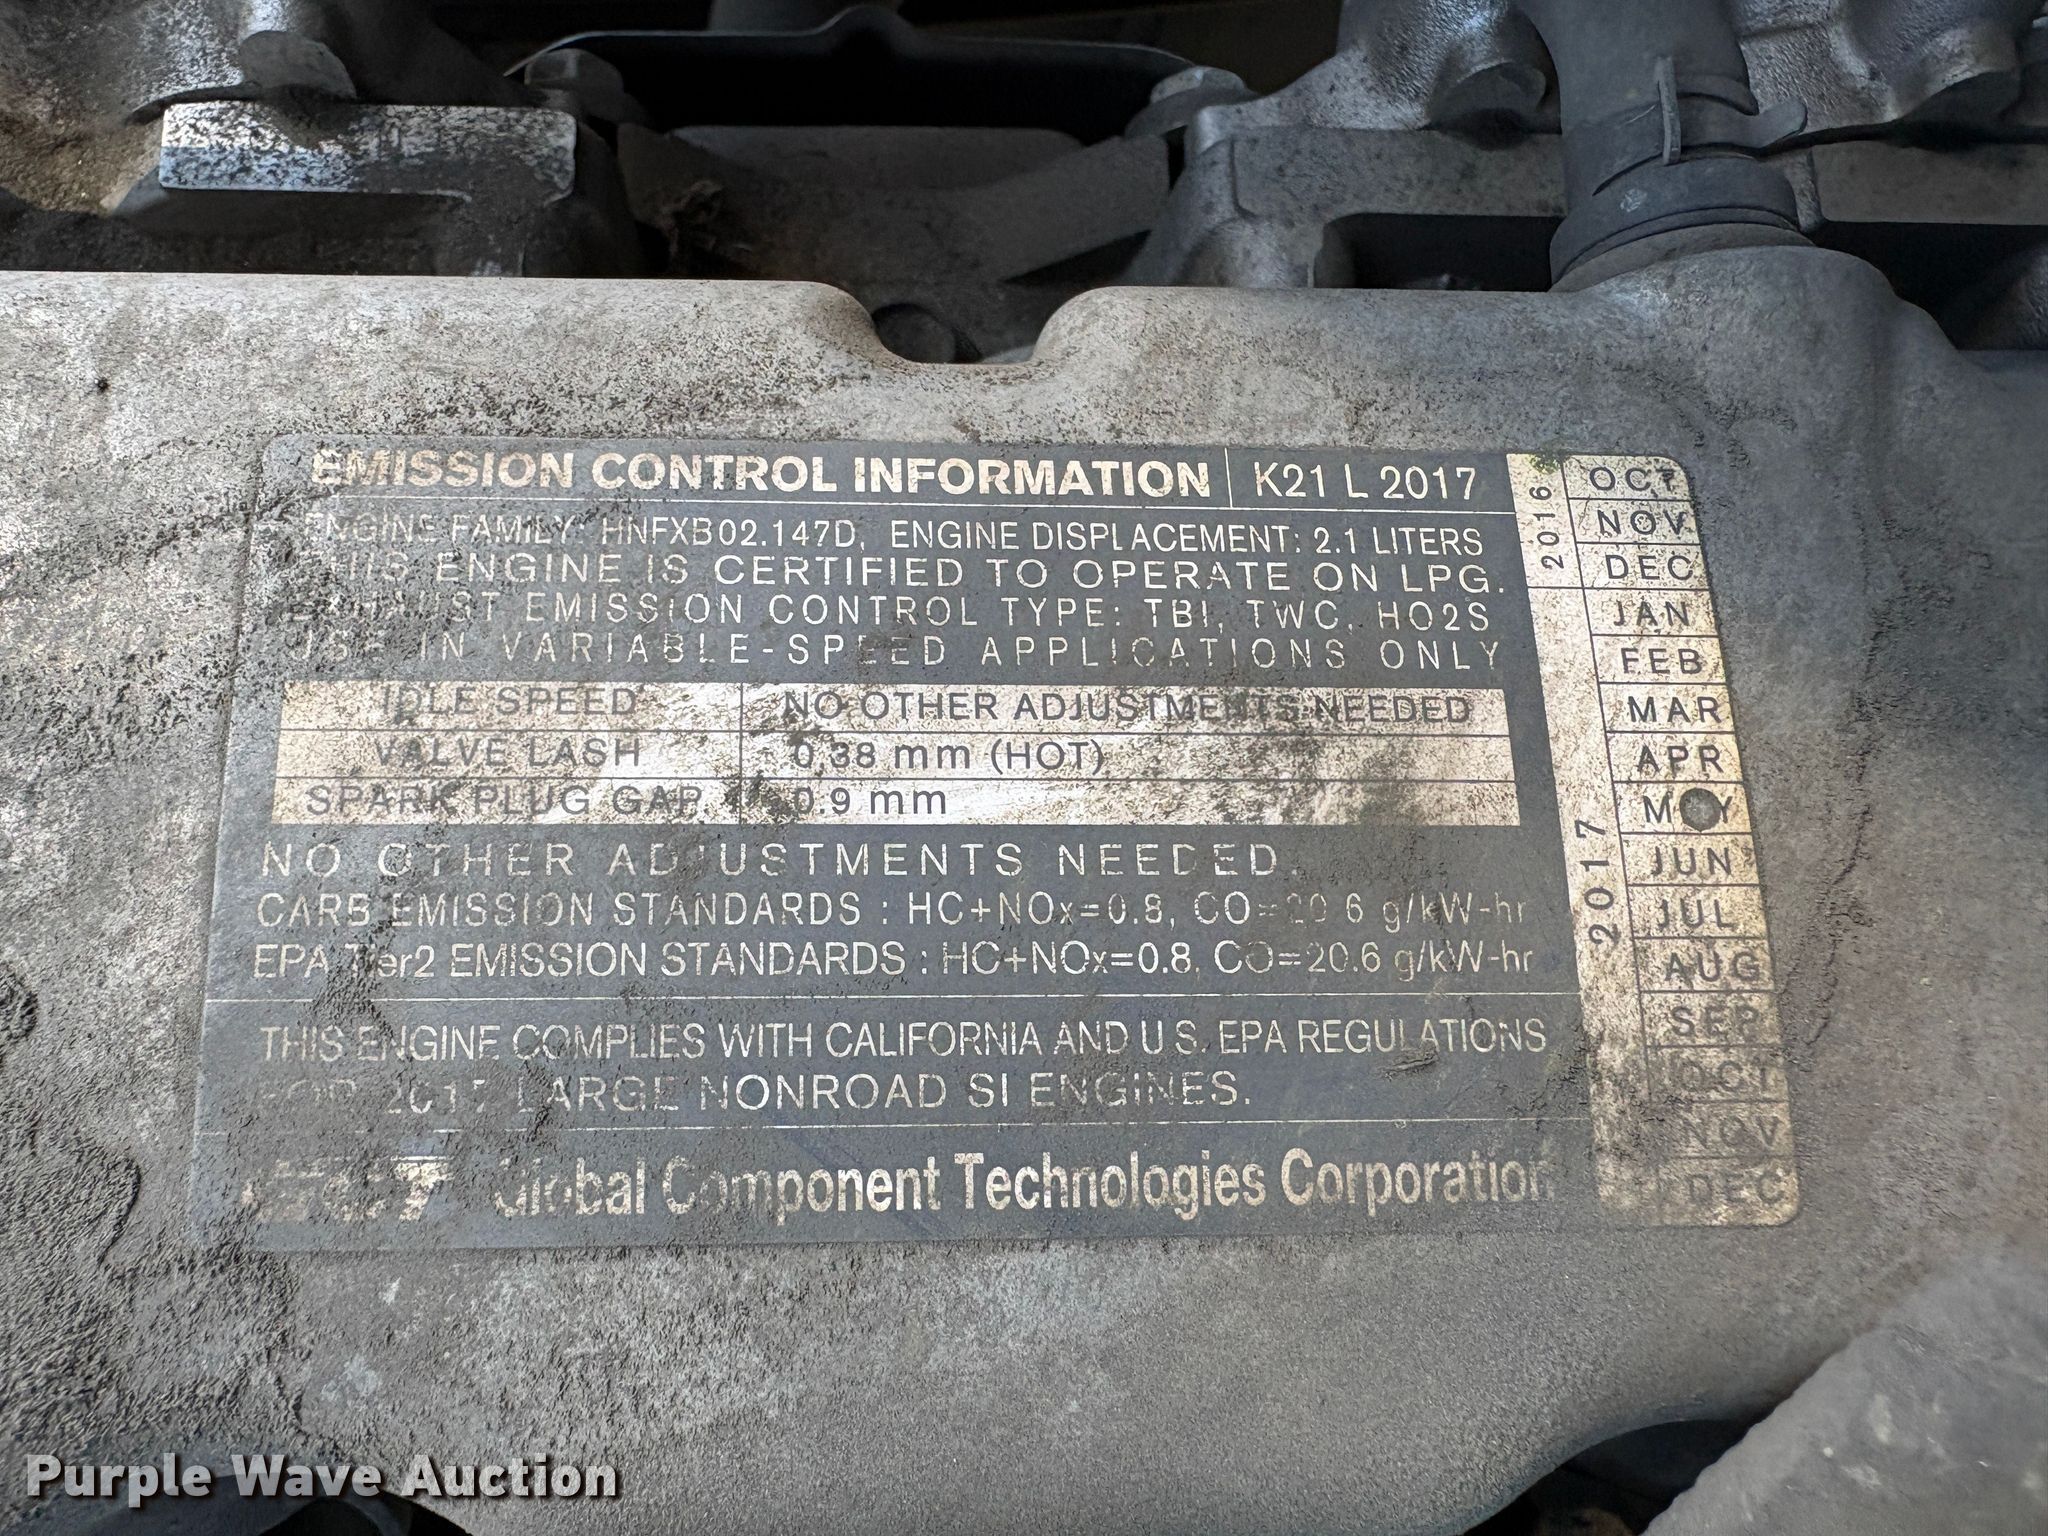 EMISSION CONTROL INFORMATION K21 L 2017
ENGINE FAMILY: HNFXB02.147D, ENGINE DISPLACEMENT: 2.1 LITERS
THIS ENGINE IS CERTIFIED TO OPERATE ON LPG.
EXHAUST EMISSION CONTROL TYPE: TBI, TWC, HO2S
USE IN VARIABLE-SPEED APPLICATIONS ONLY
IDLE SPEED NO OTHER ADJUSTMENTS NEEDED
VALVE LASH 0.38 mm (HOT)
SPARK PLUG GAP 0.9 mm
NO OTHER ADJUSTMENTS NEEDED.
CARB EMISSION STANDARDS : HC+NOx=0.8, CO=20.6 g/kW-hr
EPA Tier2 EMISSION STANDARDS : HC+NOx=0.8, CO=20.6 g/kW-hr
THIS ENGINE COMPLIES WITH CALIFORNIA AND U.S. EPA REGULATIONS
FOR 2017 LARGE NONROAD SI ENGINES.
Global Component Technologies Corporation
2016
OCT
NOV
DEC
2017
JAN
FEB
MAR
APR
MAY
JUN
JUL
AUG
SEP
OCT
NOV
DEC
Purple Wave Auction